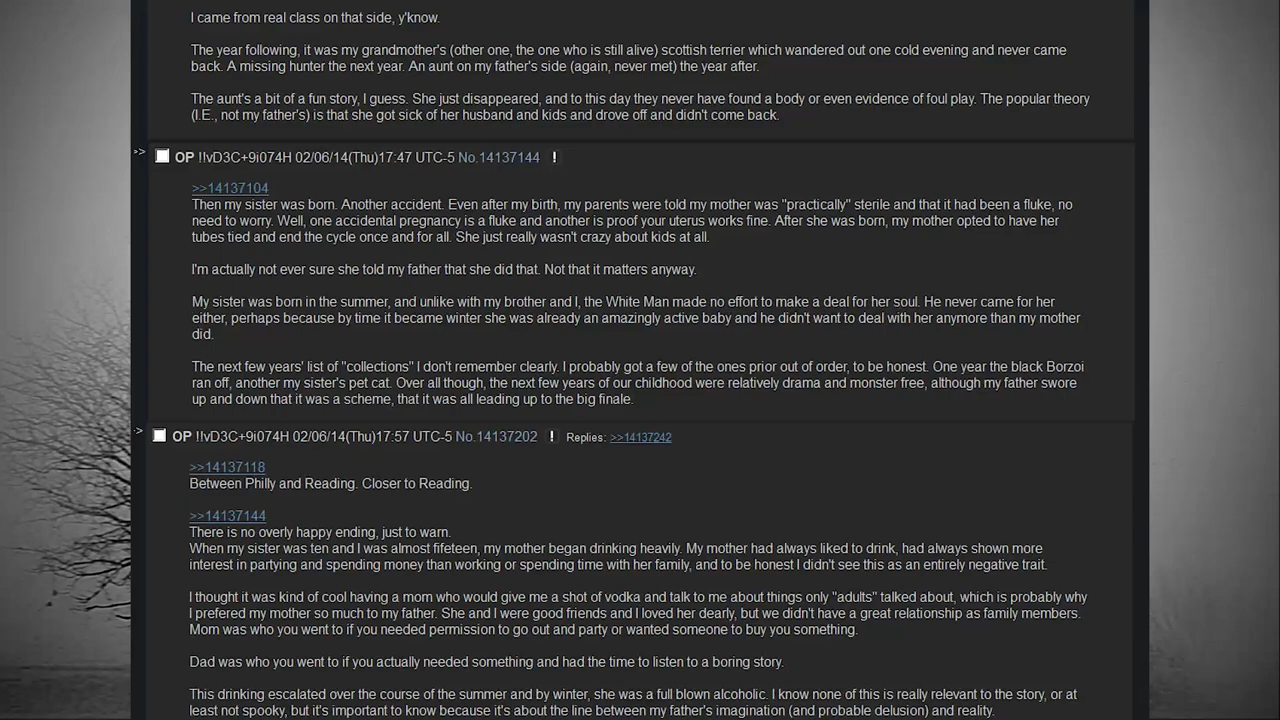 I came from real class on that side, y'know.
The year following, it was my grandmother's (other one, the one who is still alive) scottish terrier which wandered out one cold evening and never came
back. A missing hunter the next year. An aunt on my father's side (again, never met) the year after.
The aunt's a bit of a fun story, I guess. She just disappeared, and to this day they never have found a body or even evidence of foul play. The popular theory
(I.E., not my father's) is that she got sick of her husband and kids and drove off and didn't come back.
>> OP !!vD3C+9i074H 02/06/14(Thu)17:47 UTC-5 No.14137144 !
>>14137104
Then my sister was born. Another accident. Even after my birth, my parents were told my mother was "practically" sterile and that it had been a fluke, no
need to worry. Well, one accidental pregnancy is a fluke and another is proof your uterus works fine. After she was born, my mother opted to have her
tubes tied and end the cycle once and for all. She just really wasn't crazy about kids at all.
I'm actually not ever sure she told my father that she did that. Not that it matters anyway.
My sister was born in the summer, and unlike with my brother and I, the White Man made no effort to make a deal for her soul. He never came for her
either, perhaps because by time it became winter she was already an amazingly active baby and he didn't want to deal with her anymore than my mother
did.
The next few years' list of "collections" I don't remember clearly. I probably got a few of the ones prior out of order, to be honest. One year the black Borzoi
ran off, another my sister's pet cat. Over all though, the next few years of our childhood were relatively drama and monster free, although my father swore
up and down that it was a scheme, that it was all leading up to the big finale.
> OP !!vD3C+9i074H 02/06/14(Thu)17:57 UTC-5 No.14137202 ! Replies: >>14137242
>>14137118
Between Philly and Reading. Closer to Reading.
>>14137144
There is no overly happy ending, just to warn.
When my sister was ten and I was almost fifeteen, my mother began drinking heavily. My mother had always liked to drink, had always shown more
interest in partying and spending money than working or spending time with her family, and to be honest I didn't see this as an entirely negative trait.
I thought it was kind of cool having a mom who would give me a shot of vodka and talk to me about things only "adults" talked about, which is probably why
I prefered my mother so much to my father. She and I were good friends and I loved her dearly, but we didn't have a great relationship as family members.
Mom was who you went to if you needed permission to go out and party or wanted someone to buy you something.
Dad was who you went to if you actually needed something and had the time to listen to a boring story.
This drinking escalated over the course of the summer and by winter, she was a full blown alcoholic. I know none of this is really relevant to the story, or at
least not spooky, but it's important to know because it's about the line between my father's imagination (and probable delusion) and reality.